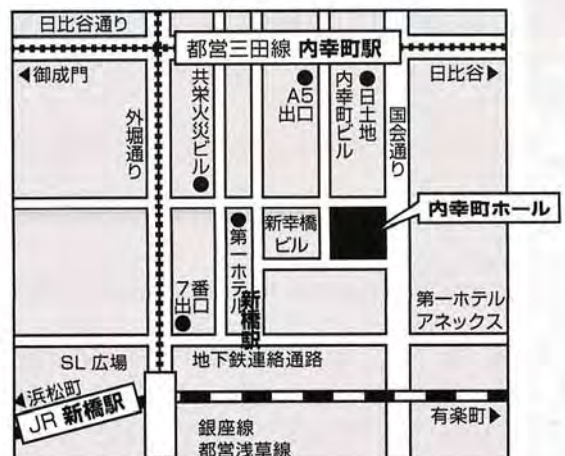 日比谷通り
都営三田線 内幸町駅
◀御成門
日比谷▶
外堀通り
共栄火災ビル
A5
出口
日土地
内幸町ビル
国会通り
内幸町ホール
第一ホテル
新幸橋
ビル
7番
出口
新橋駅
第一ホテル
アネックス
SL 広場
地下鉄連絡通路
◀浜松町
JR 新橋駅
有楽町▶
銀座線
都営浅草線